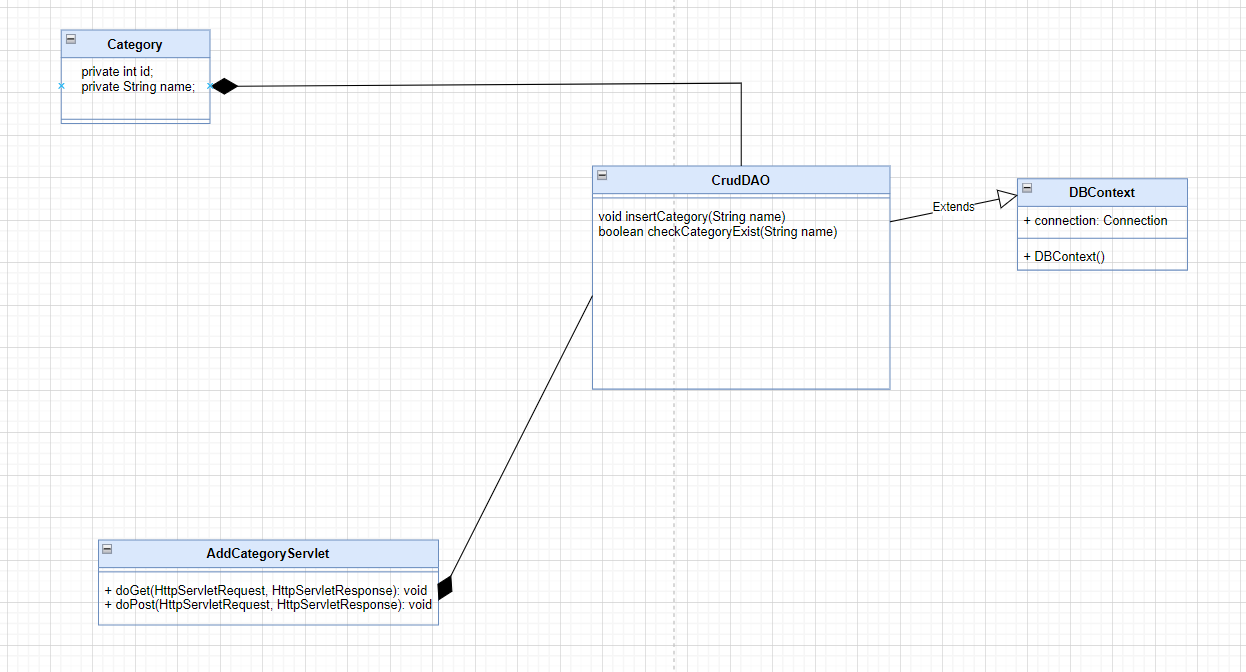 Category
private int id;
private String name;
CrudDAO
void insertCategory(String name)
boolean checkCategoryExist(String name)
Extends
DBContext
+ connection: Connection
+ DBContext()
AddCategoryServlet
+ doGet(HttpServletRequest, HttpServletResponse): void
+ doPost(HttpServletRequest, HttpServletResponse): void